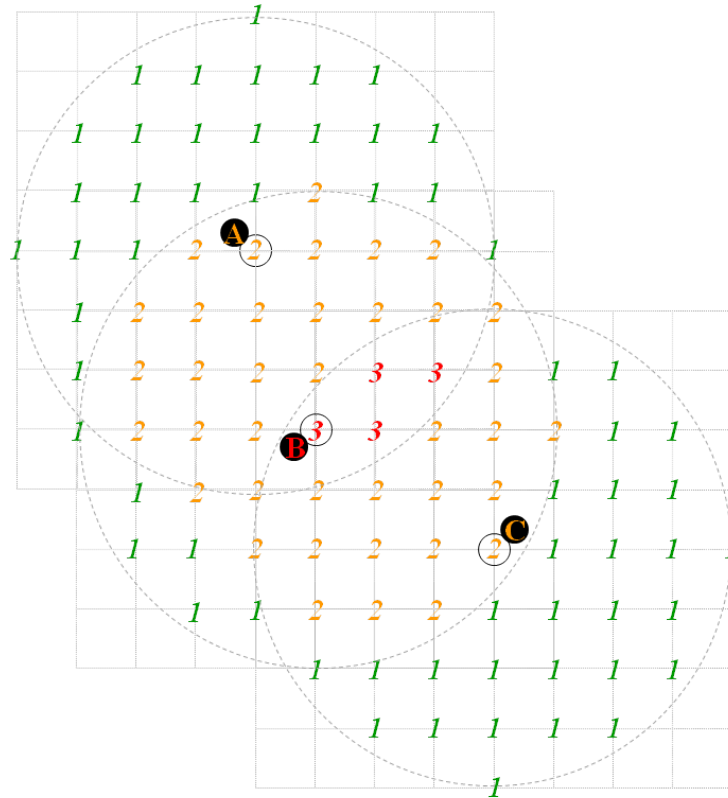 1
1 1 1 1 1
1 1 1 1 1 1 1
1 1 1 1 2 1 1
A
1 1 1 2 2 2 2 2 1
1 2 2 2 2 2 2 2
1 2 2 2 2 3 3 2 1 1
1 2 2 2 3 3 2 2 2 1 1
B
1 2 2 2 2 2 2 1 1 1
C
1 1 2 2 2 2 2 1 1 1 1
1 1 2 2 2 1 1 1 1
1 1 1 1 1 1 1
1 1 1 1 1
1